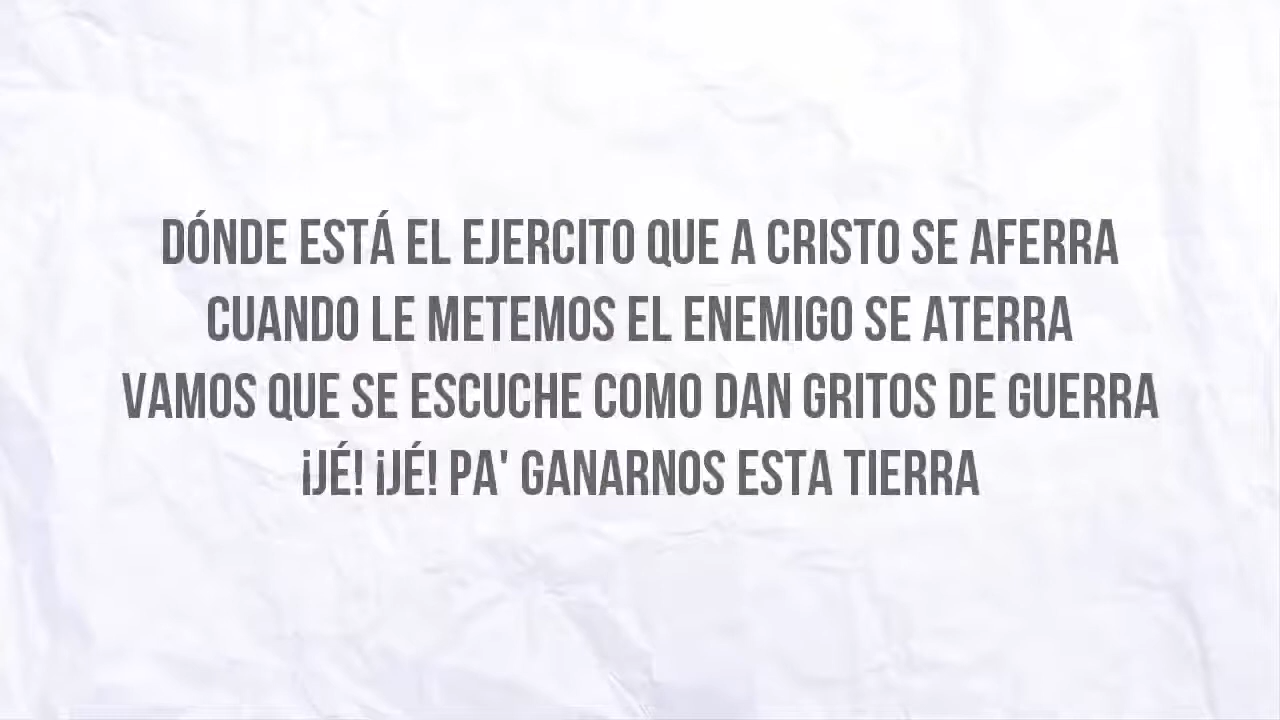 DÓNDE ESTÁ EL EJERCITO QUE A CRISTO SE AFERRA
CUANDO LE METEMOS EL ENEMIGO SE ATERRA
VAMOS QUE SE ESCUCHE COMO DAN GRITOS DE GUERRA
¡JÉ! ¡JÉ! PA' GANARNOS ESTA TIERRA